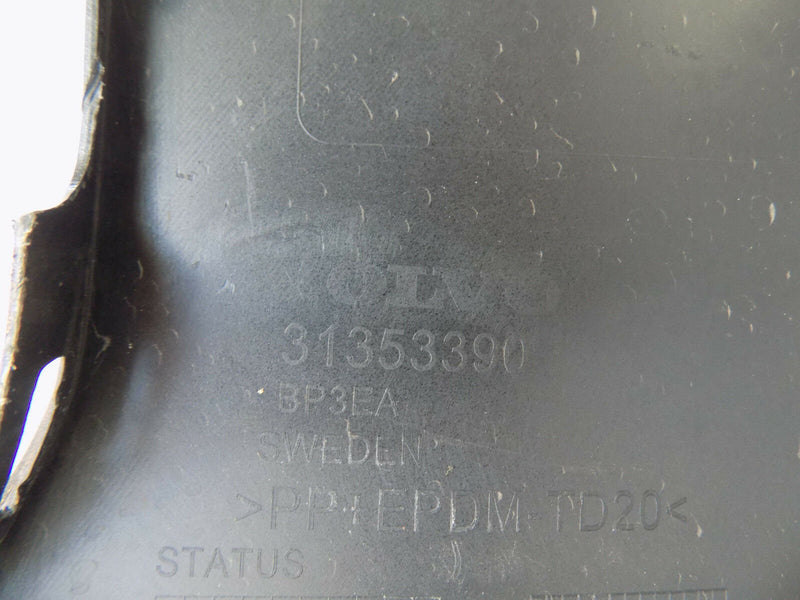 VOLVO
31353390
BP3EA
SWEDEN
>PP+EPDM-TD20<
STATUS